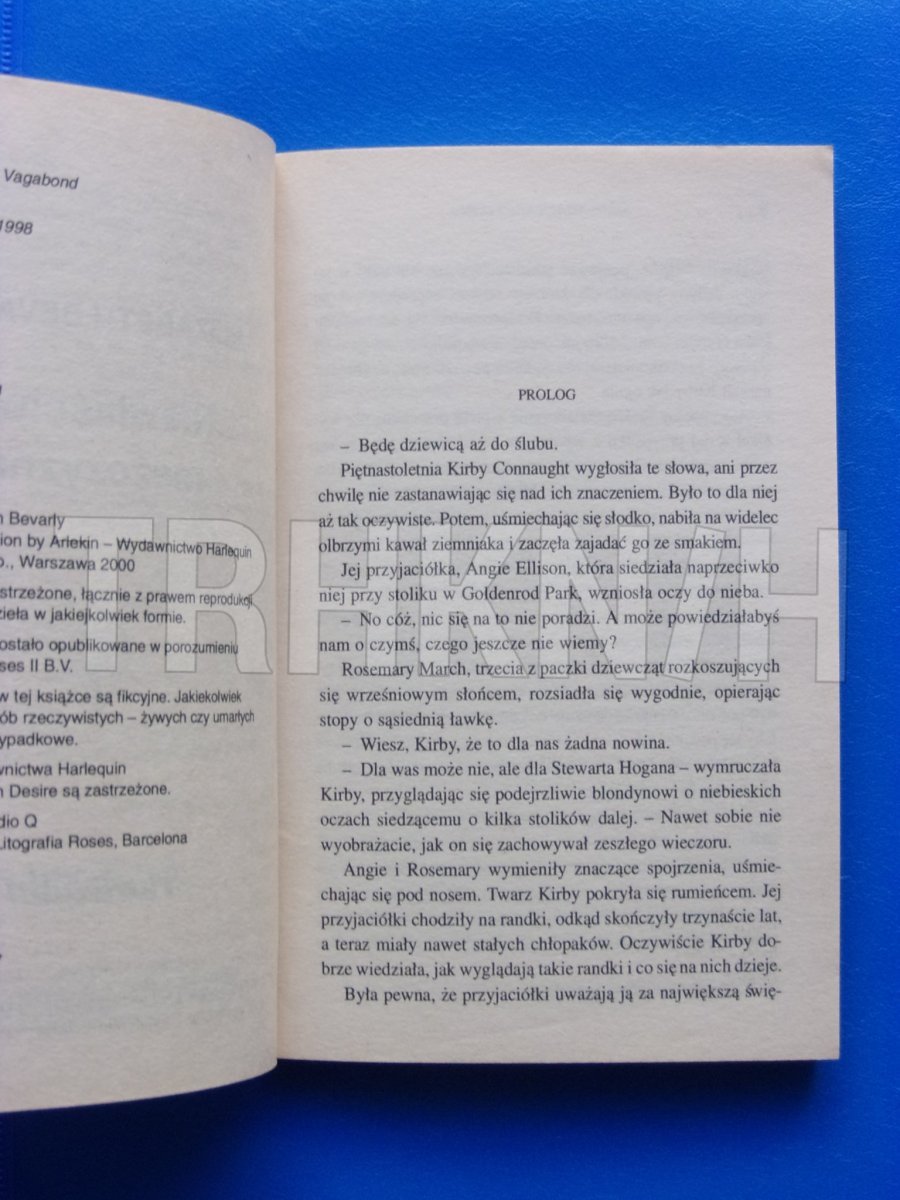 Vagabond
1998
Bevarly
by Arlekin – Wydawnictwo Harlequin
Warszawa 2000
strzeżone, łącznie z prawem reprodukcji
zieła w jakiejkolwiek formie.
ostało opublikowane w porozumieniu
ses II B.V.
w tej książce są fikcyjne. Jakiekolwiek
ób rzeczywistych – żywych czy umarłych
ypadkowe.
wnictwa Harlequin
n Desire są zastrzeżone.
dio Q
Litografia Roses, Barcelona
PROLOG
– Będę dziewicą aż do ślubu.
Piętnastoletnia Kirby Connaught wygłosiła te słowa, ani przez
chwilę nie zastanawiając się nad ich znaczeniem. Było to dla niej
aż tak oczywiste. Potem, uśmiechając się słodko, nabiła na widelec
olbrzymi kawał ziemniaka i zaczęła zajadać go ze smakiem.
Jej przyjaciółka, Angie Ellison, która siedziała naprzeciwko
niej przy stoliku w Goldenrod Park, wzniosła oczy do nieba.
– No cóż, nic się na to nie poradzi. A może powiedziałabyś
nam o czymś, czego jeszcze nie wiemy?
Rosemary March, trzecia z paczki dziewcząt rozkoszujących
się wrześniowym słońcem, rozsiadła się wygodnie, opierając
stopy o sąsiednią ławkę.
– Wiesz, Kirby, że to dla nas żadna nowina.
– Dla was może nie, ale dla Stewarta Hogana – wymruczała
Kirby, przyglądając się podejrzliwie blondynowi o niebieskich
oczach siedzącemu o kilka stolików dalej. – Nawet sobie nie
wyobrażacie, jak on się zachowywał zeszłego wieczoru.
Angie i Rosemary wymieniły znaczące spojrzenia, uśmie-
chając się pod nosem. Twarz Kirby pokryła się rumieńcem. Jej
przyjaciółki chodziły na randki, odkąd skończyły trzynaście lat,
a teraz miały nawet stałych chłopaków. Oczywiście Kirby do-
brze wiedziała, jak wyglądają takie randki i co się na nich dzieje.
Była pewna, że przyjaciółki uważają ją za największą świę-